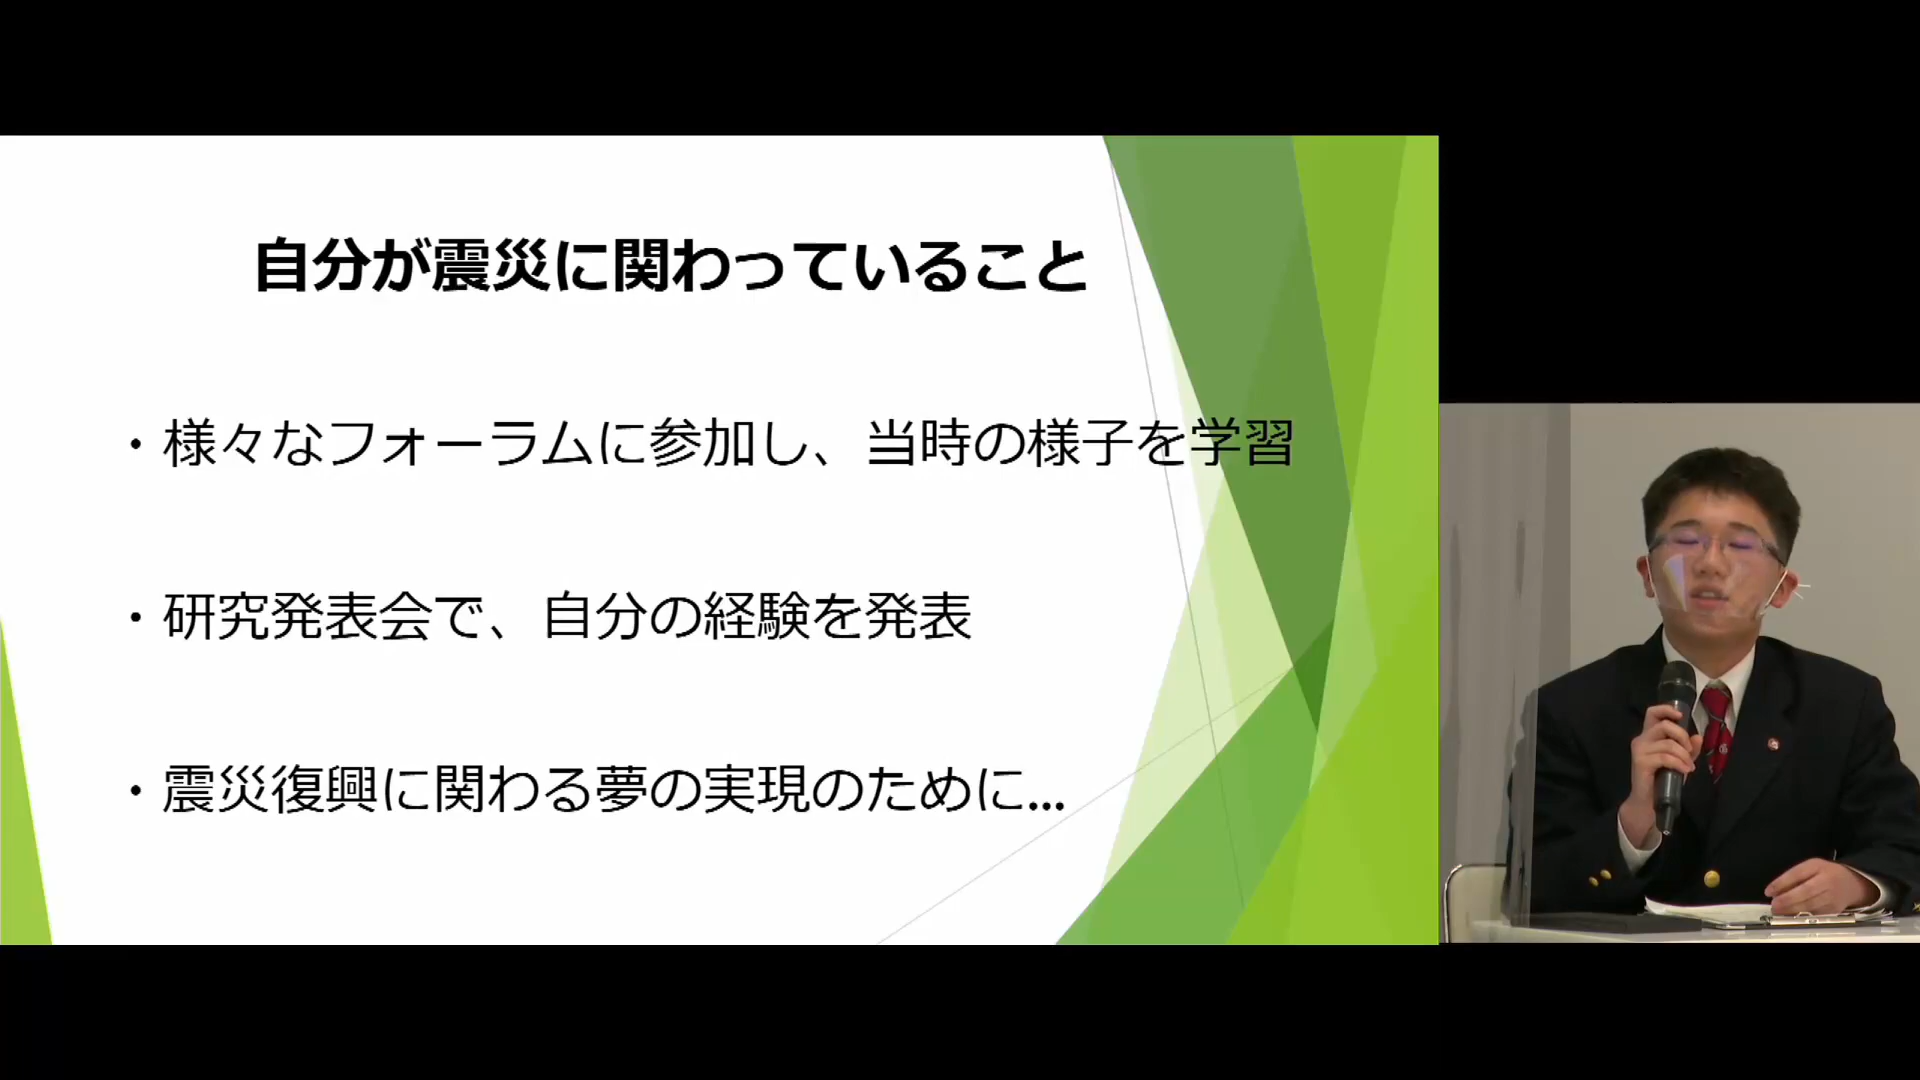 自分が震災に関わっていること
・様々なフォーラムに参加し、当時の様子を学習
・研究発表会で、自分の経験を発表
・震災復興に関わる夢の実現のために…